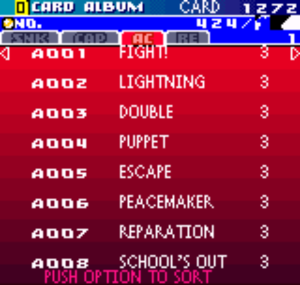 CARD ALBUM CARD 1272
NO. 424/
SNK CAP AC RE 1
A001 FIGHT! 3
A002 LIGHTNING 3
A003 DOUBLE 3
A004 PUPPET 3
A005 ESCAPE 3
A006 PEACEMAKER 3
A007 REPARATION 3
A008 SCHOOL'S OUT 3
PUSH OPTION TO SORT